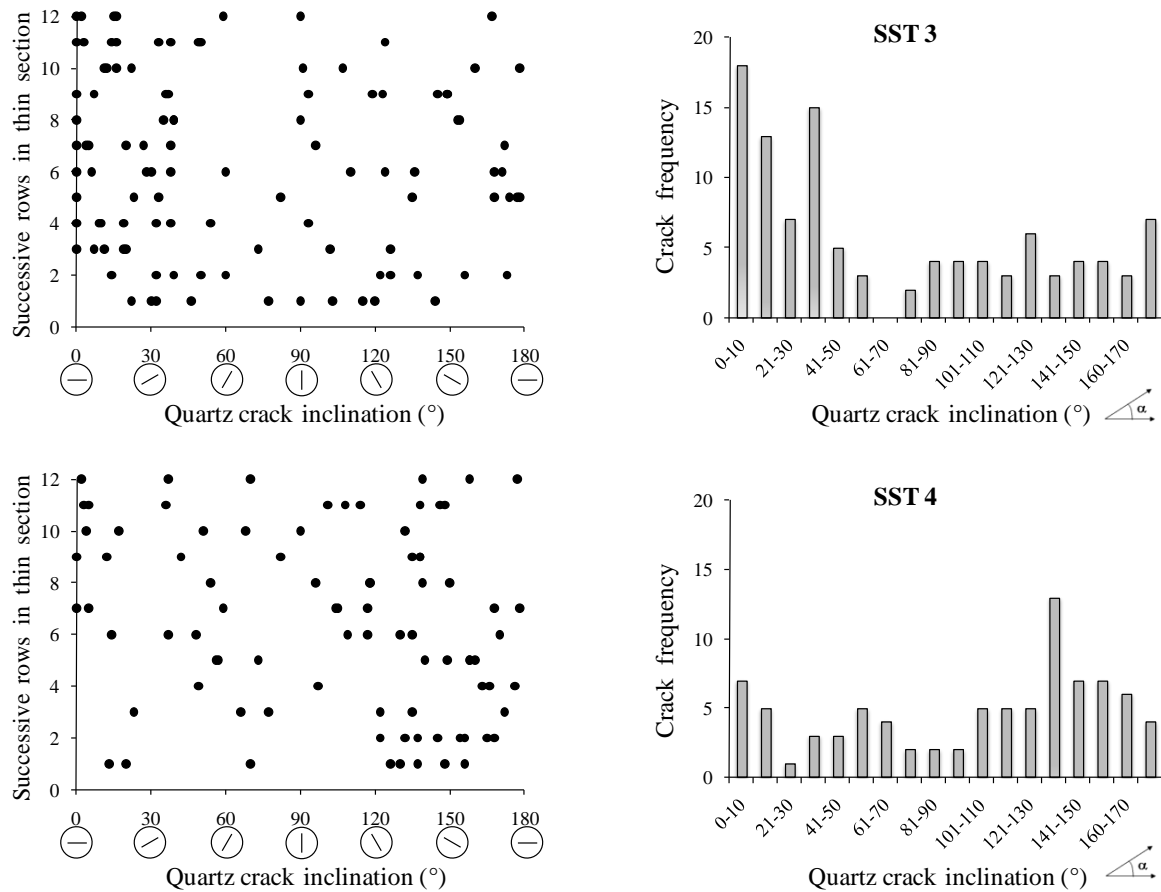 Successive rows in thin section
12
10
8
6
4
2
0
0 30 60 90 120 150 180
Quartz crack inclination (°)
SST 3
Crack frequency
20
15
10
5
0
0-10 21-30 41-50 61-70 81-90 101-110 121-130 141-150 160-170
Quartz crack inclination (°)
α
Successive rows in thin section
12
10
8
6
4
2
0
0 30 60 90 120 150 180
Quartz crack inclination (°)
SST 4
Crack frequency
20
15
10
5
0
0-10 21-30 41-50 61-70 81-90 101-110 121-130 141-150 160-170
Quartz crack inclination (°)
α